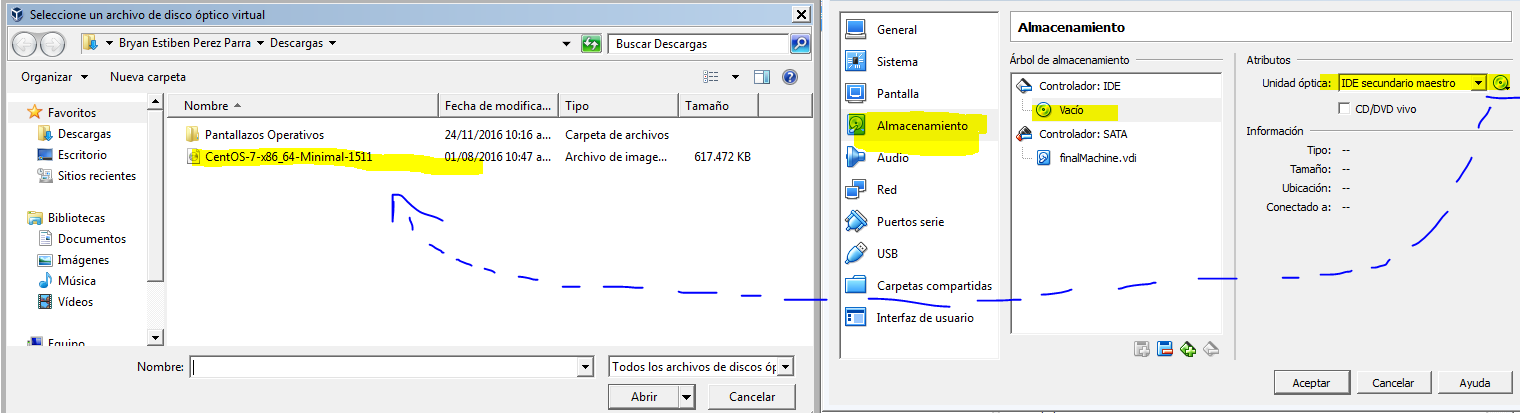 Seleccione un archivo de disco óptico virtual
Bryan Estiben Perez Parra
Descargas
Buscar Descargas
Organizar
Nueva carpeta
Nombre
Fecha de modifica...
Tipo
Tamaño
Favoritos
Descargas
Escritorio
Sitios recientes
Bibliotecas
Documentos
Imágenes
Música
Vídeos
Equipo
Pantallazos Operativos
24/11/2016 10:16 a...
Carpeta de archivos
CentOS-7-x86_64-Minimal-1511
01/08/2016 10:47 a...
Archivo de image...
617.472 KB
Nombre:
Todos los archivos de discos óp
Abrir
Cancelar
General
Sistema
Pantalla
Almacenamiento
Audio
Red
Puertos serie
USB
Carpetas compartidas
Interfaz de usuario
Almacenamiento
Árbol de almacenamiento
Controlador: IDE
Vacío
Controlador: SATA
finalMachine.vdi
Atributos
Unidad óptica:
IDE secundario maestro
CD/DVD vivo
Información
Tipo: --
Tamaño: --
Ubicación: --
Conectado a: --
Aceptar
Cancelar
Ayuda